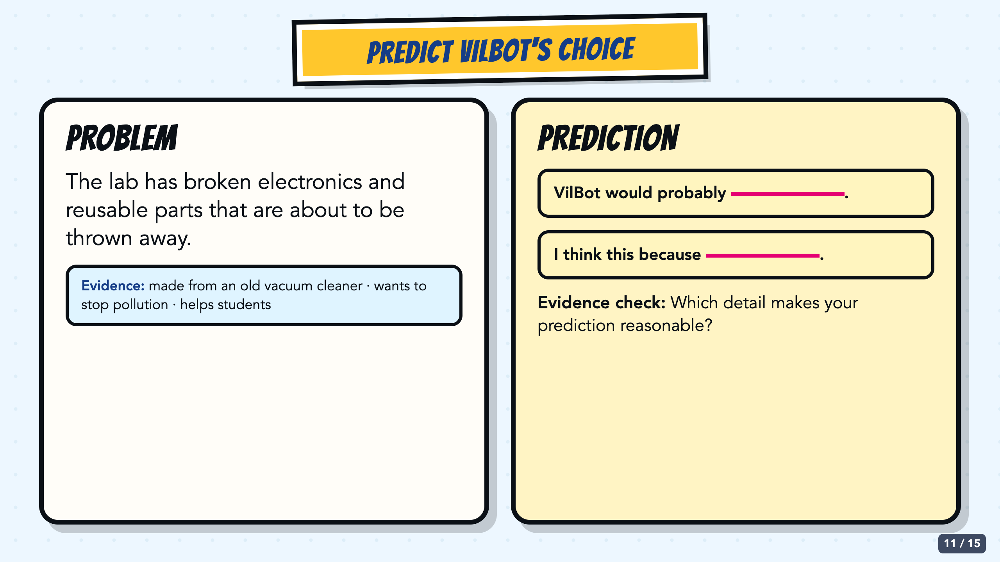 PREDICT VILBOT'S CHOICE
PROBLEM
The lab has broken electronics and
reusable parts that are about to be
thrown away.
Evidence: made from an old vacuum cleaner · wants to
stop pollution · helps students
PREDICTION
VilBot would probably ________.
I think this because ________.
Evidence check: Which detail makes your
prediction reasonable?
11 / 15